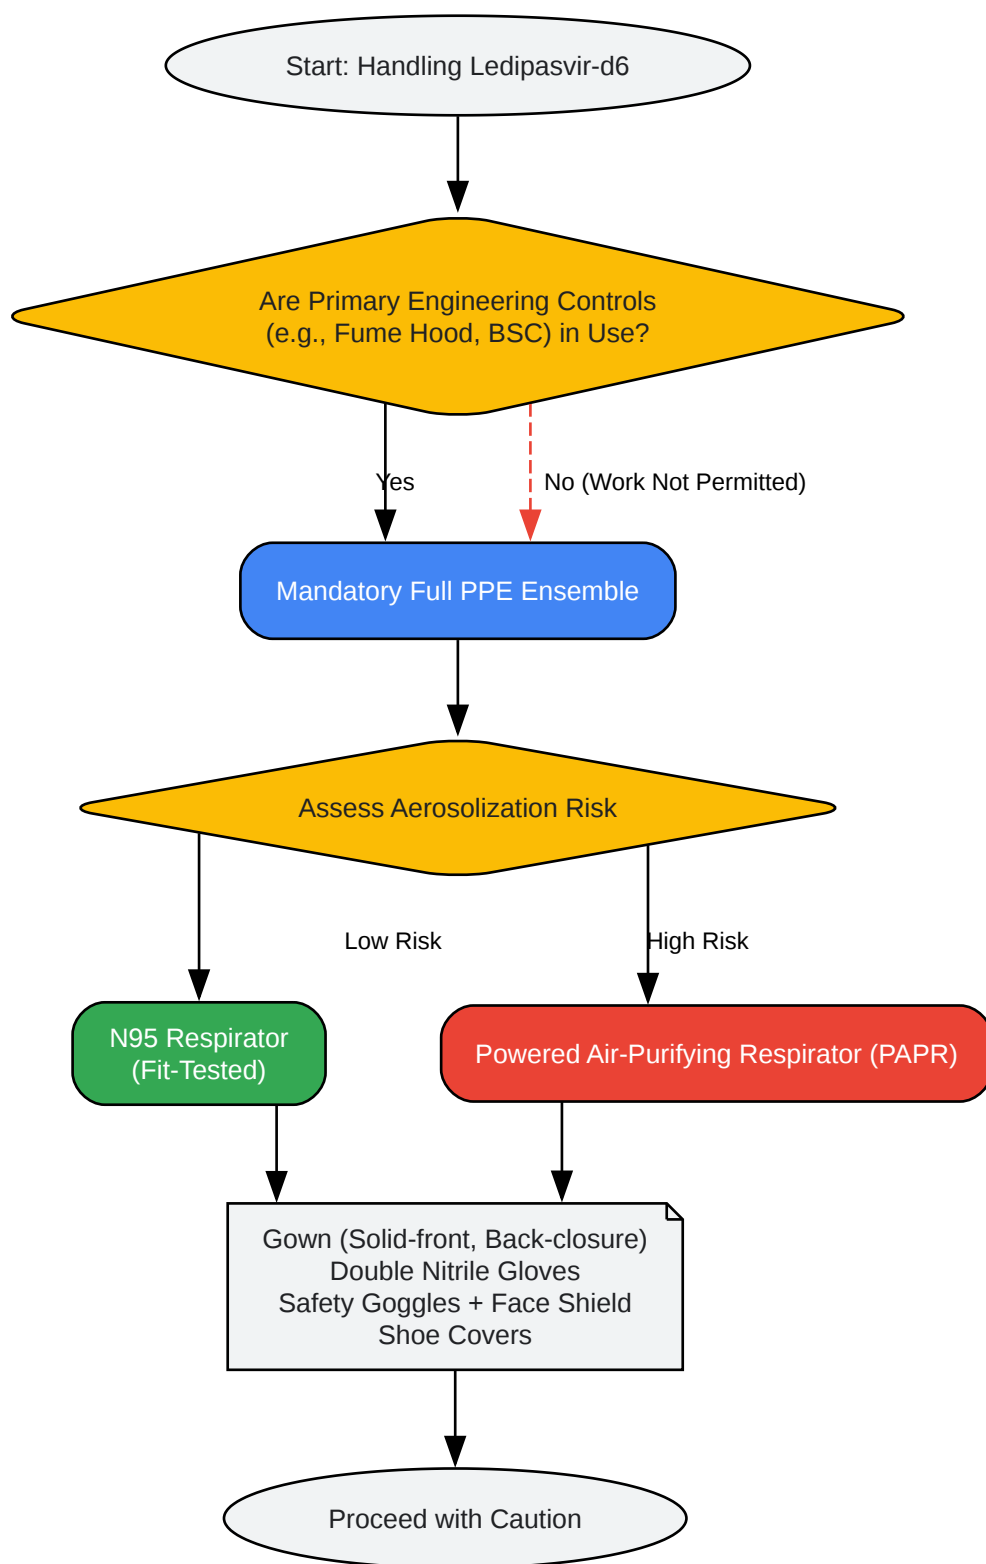 Start: Handling Ledipasvir-d6
Are Primary Engineering Controls
(e.g., Fume Hood, BSC) in Use?
Yes
No (Work Not Permitted)
Mandatory Full PPE Ensemble
Assess Aerosolization Risk
Low Risk
High Risk
N95 Respirator
(Fit-Tested)
Powered Air-Purifying Respirator (PAPR)
Gown (Solid-front, Back-closure)
Double Nitrile Gloves
Safety Goggles + Face Shield
Shoe Covers
Proceed with Caution